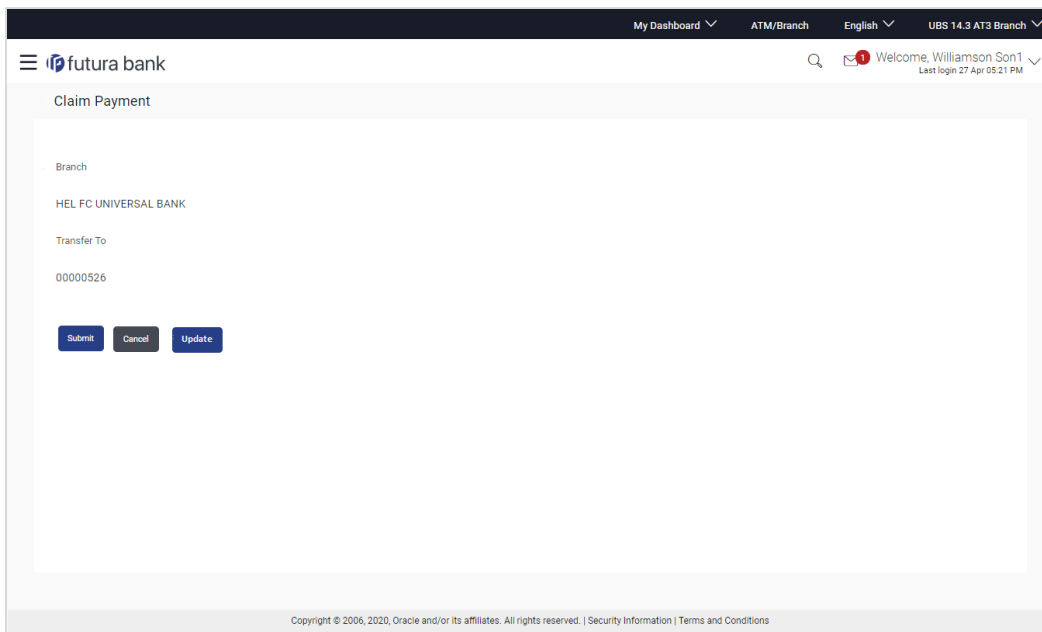 My Dashboard ATM/Branch English UBS 14.3 AT3 Branch
futura bank 1 Welcome, Williamson Son1
Last login 27 Apr 05:21 PM
Claim Payment
Branch
HEL FC UNIVERSAL BANK
Transfer To
00000526
Submit Cancel Update
Copyright © 2006, 2020, Oracle and/or its affiliates. All rights reserved. | Security Information | Terms and Conditions